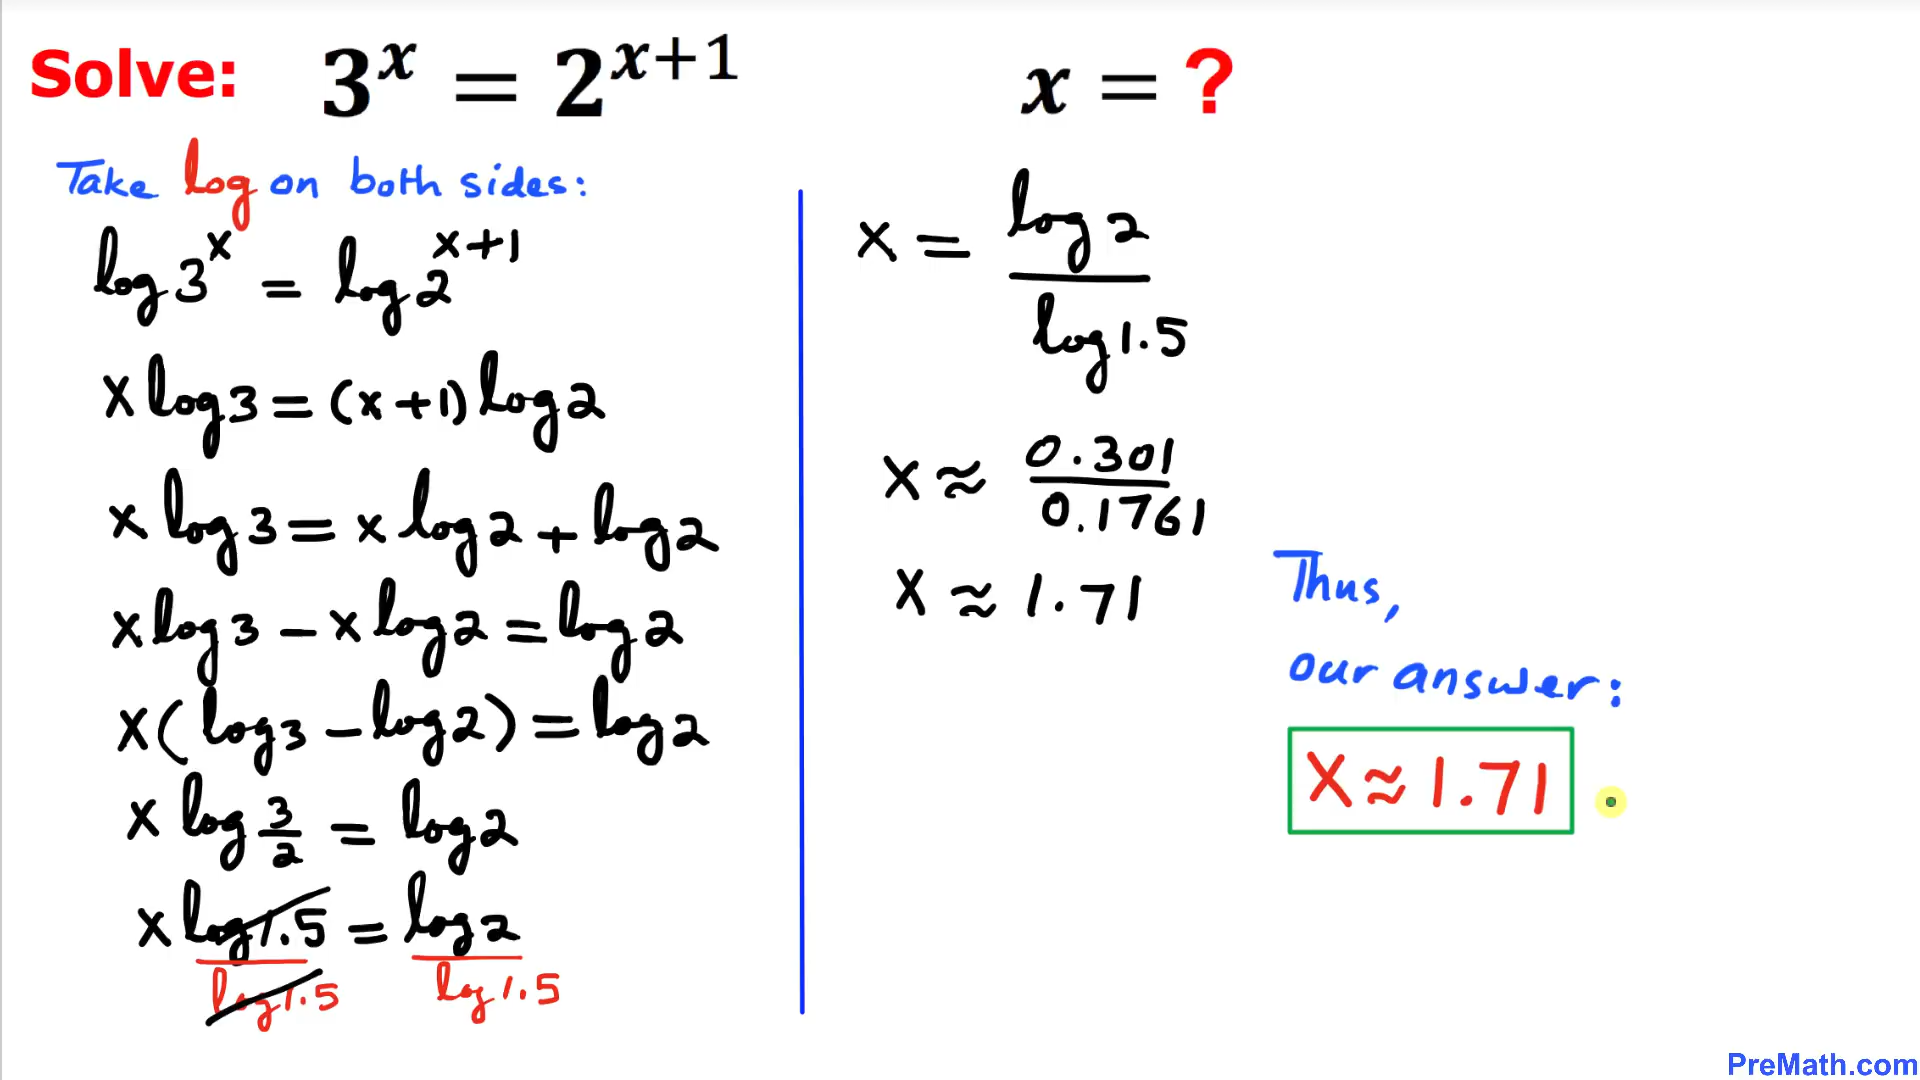 Solve: 3^x = 2^(x+1) x = ?
Take log on both sides:
log 3^x = log 2^(x+1)
x log 3 = (x+1) log 2
x log 3 = x log 2 + log 2
x log 3 – x log 2 = log 2
x( log 3 – log 2 ) = log 2
x log 3/2 = log 2
x log 1.5 / log 1.5 = log 2 / log 1.5
x = log 2 / log 1.5
x ≈ 0.301 / 0.1761
x ≈ 1.71
Thus,
our answer:
x ≈ 1.71
PreMath.com